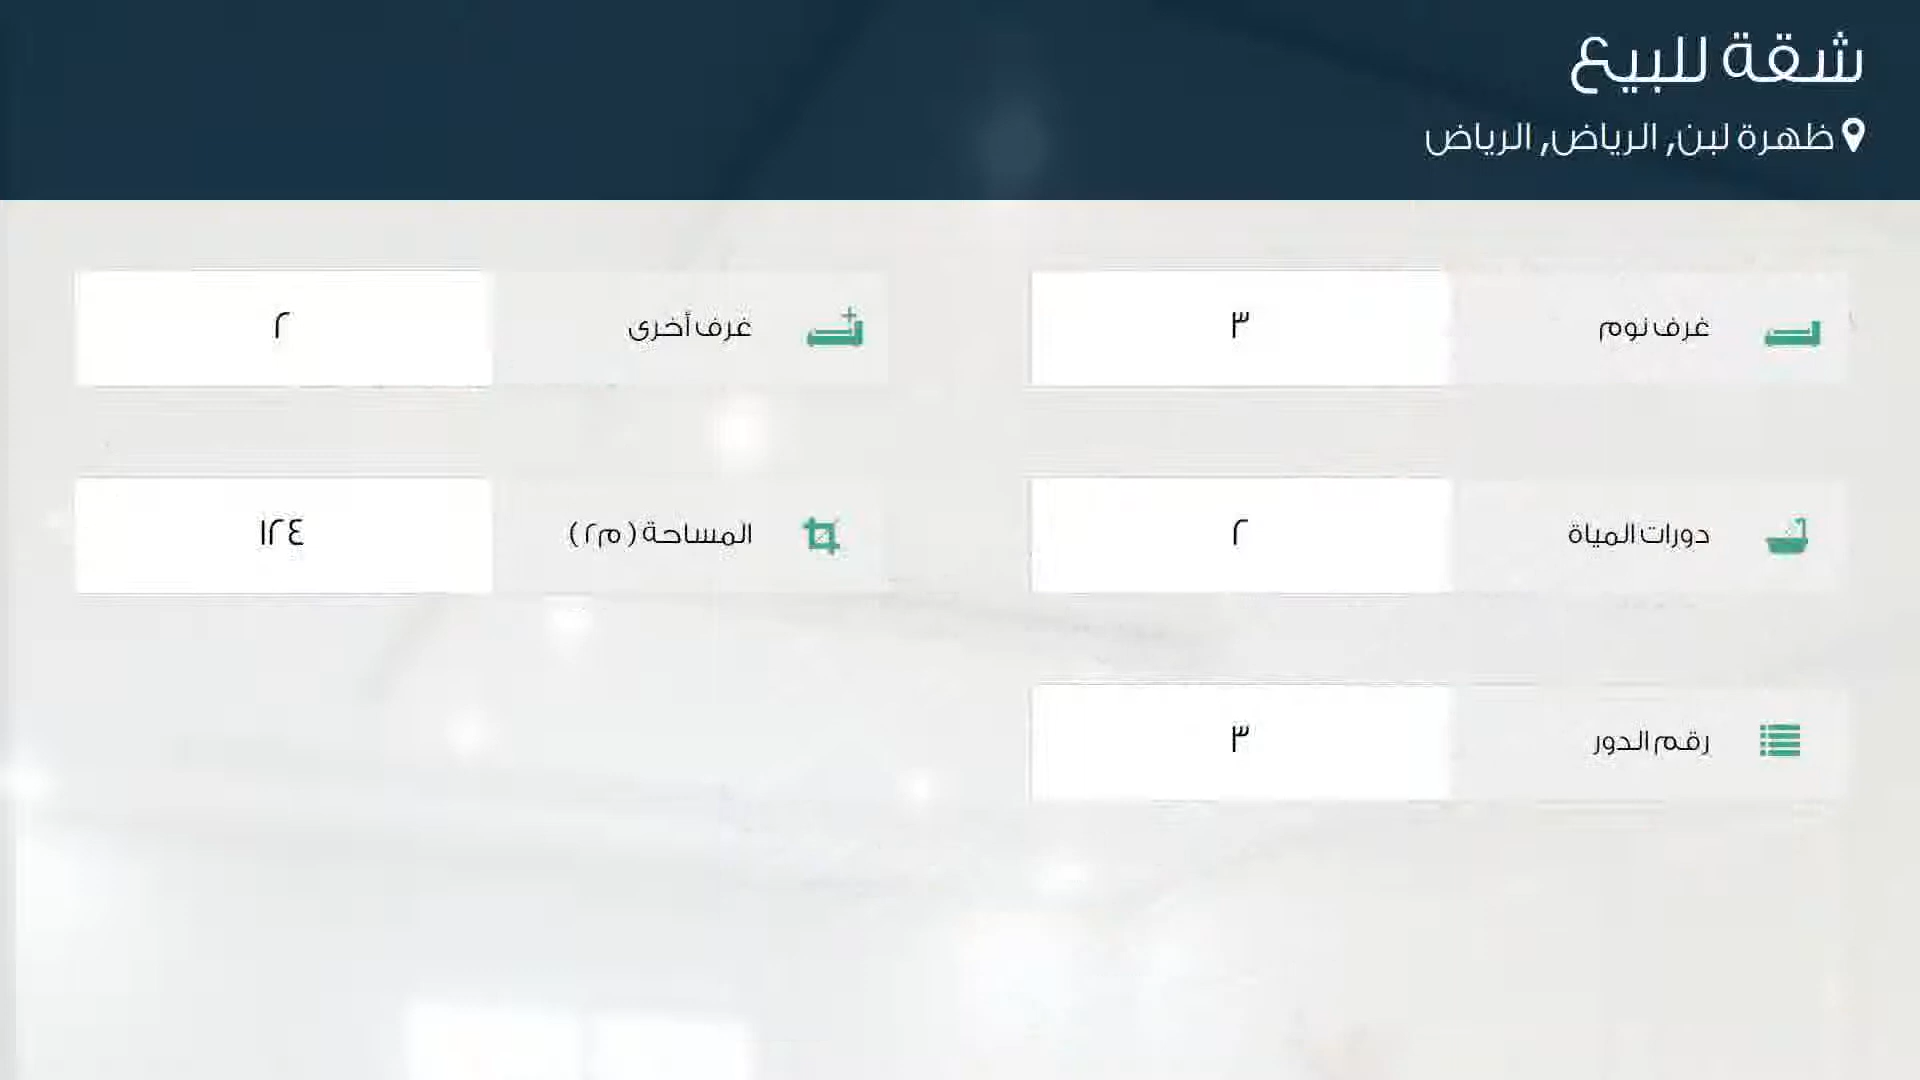 شقة للبيع
ظهرة لبن, الرياض, الرياض
غرف نوم ٣
غرف أخرى ٢
دورات المياة ٢
المساحة (م٢) ١٢٤
رقم الدور ٣